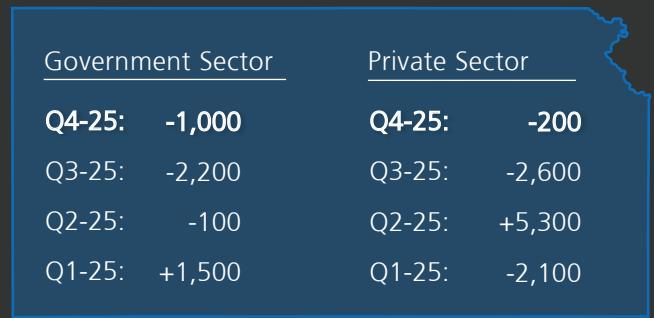 Government Sector Private Sector
Q4-25: -1,000 Q4-25: -200
Q3-25: -2,200 Q3-25: -2,600
Q2-25: -100 Q2-25: +5,300
Q1-25: +1,500 Q1-25: -2,100